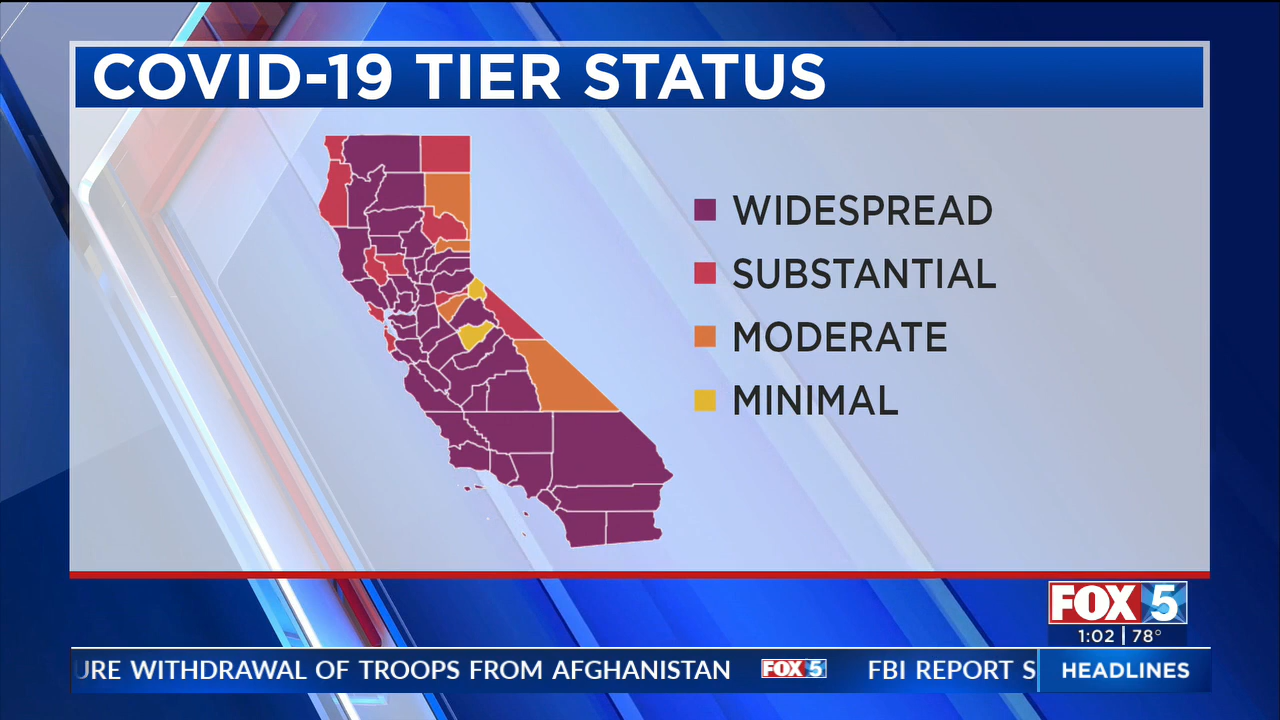 COVID-19 TIER STATUS
WIDESPREAD
SUBSTANTIAL
MODERATE
MINIMAL
FOX 5
1:02 | 78°
URE WITHDRAWAL OF TROOPS FROM AFGHANISTAN FOX 5 FBI REPORT S HEADLINES